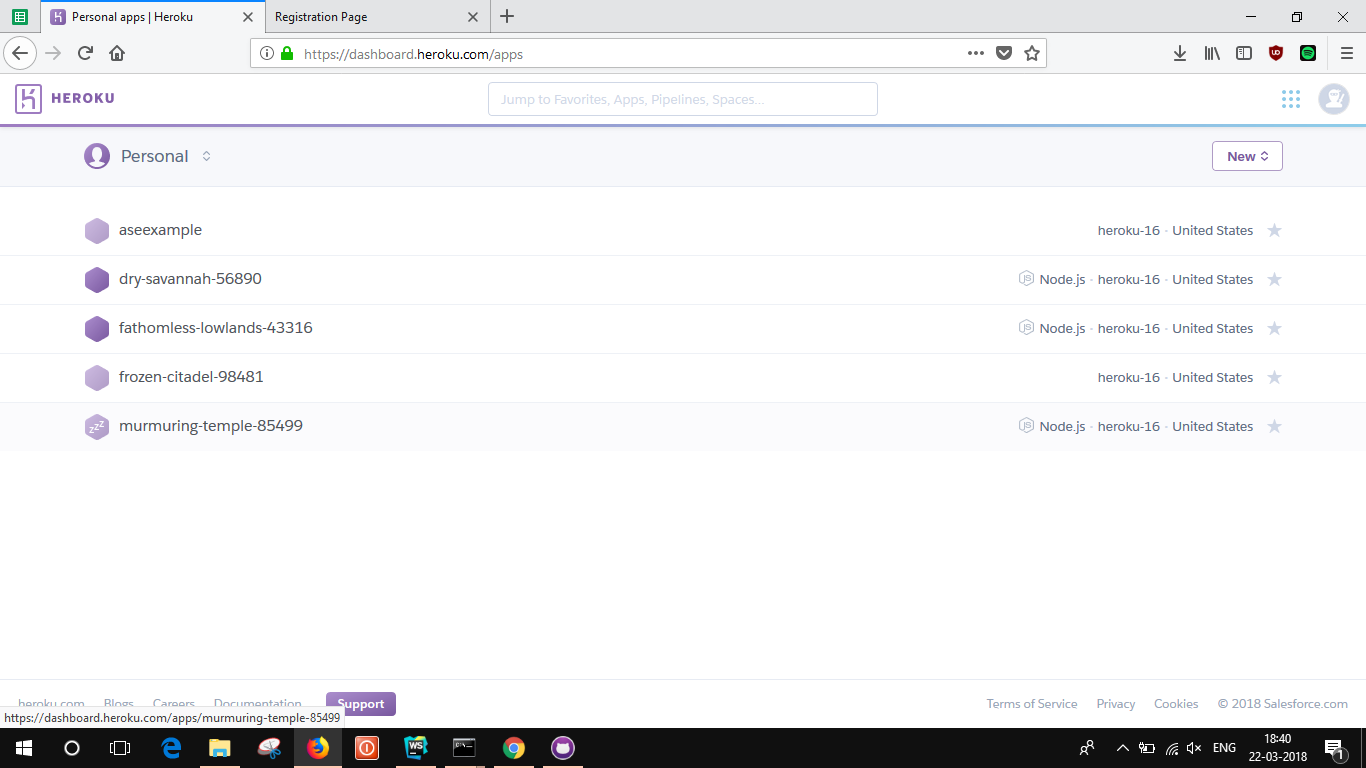 Personal apps | Heroku
Registration Page
https://dashboard.heroku.com/apps
HEROKU
Jump to Favorites, Apps, Pipelines, Spaces...
Personal
New
aseexample
heroku-16 · United States
dry-savannah-56890
Node.js · heroku-16 · United States
fathomless-lowlands-43316
Node.js · heroku-16 · United States
frozen-citadel-98481
heroku-16 · United States
zzz
murmuring-temple-85499
Node.js · heroku-16 · United States
heroku.com Blogs Careers Documentation Support
Terms of Service Privacy Cookies © 2018 Salesforce.com
https://dashboard.heroku.com/apps/murmuring-temple-85499
WS
ENG
18:40
22-03-2018
1